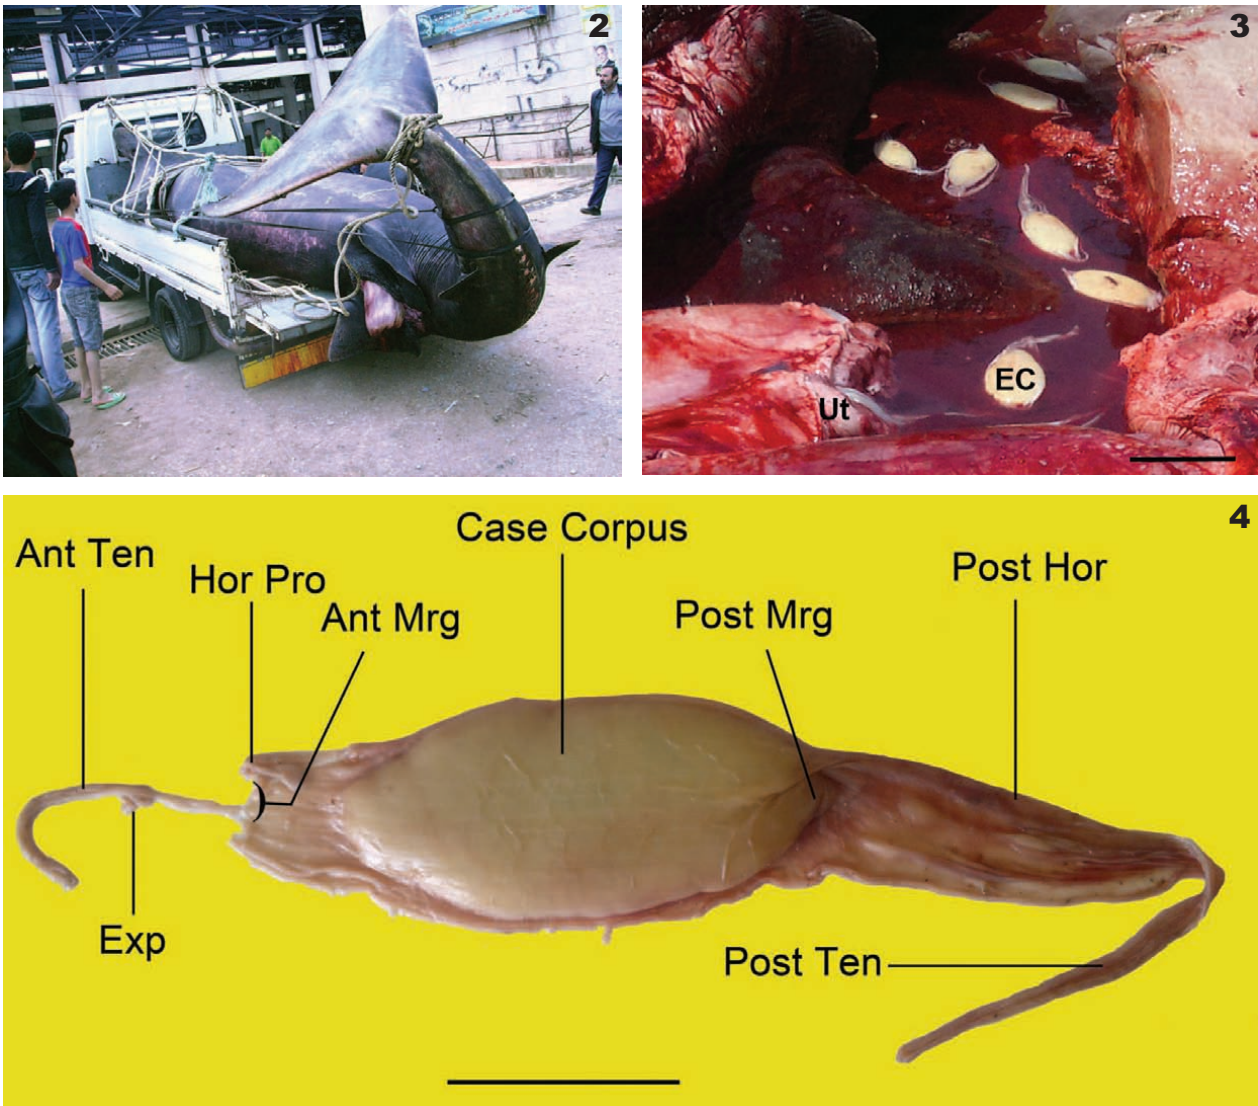 2
3
EC
Ut
4
Case Corpus
Ant Ten
Hor Pro
Ant Mrg
Post Mrg
Post Hor
Exp
Post Ten